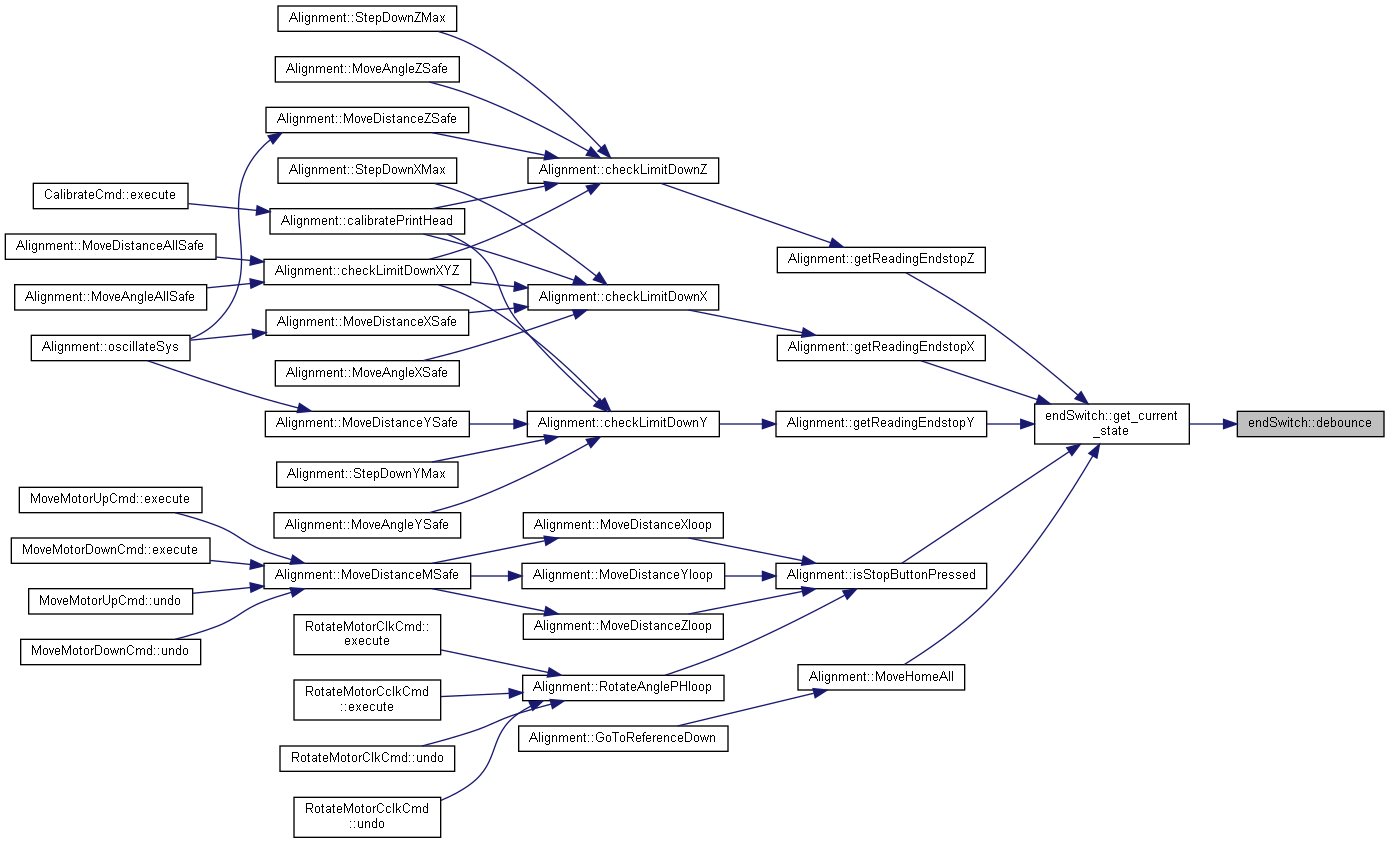 Alignment::StepDownZMax
Alignment::MoveAngleZSafe
Alignment::MoveDistanceZSafe
Alignment::StepDownXMax
Alignment::checkLimitDownZ
CalibrateCmd::execute
Alignment::calibratePrintHead
Alignment::MoveDistanceAllSafe
Alignment::checkLimitDownXYZ
Alignment::getReadingEndstopZ
Alignment::MoveAngleAllSafe
Alignment::checkLimitDownX
Alignment::MoveDistanceXSafe
Alignment::oscillateSys
Alignment::getReadingEndstopX
Alignment::MoveAngleXSafe
Alignment::MoveDistanceYSafe
Alignment::checkLimitDownY
Alignment::getReadingEndstopY
endSwitch::get_current
_state
endSwitch::debounce
Alignment::StepDownYMax
MoveMotorUpCmd::execute
Alignment::MoveAngleYSafe
Alignment::MoveDistanceXloop
MoveMotorDownCmd::execute
Alignment::MoveDistanceMSafe
Alignment::MoveDistanceYloop
Alignment::isStopButtonPressed
MoveMotorUpCmd::undo
Alignment::MoveDistanceZloop
MoveMotorDownCmd::undo
RotateMotorClkCmd::
execute
Alignment::MoveHomeAll
Alignment::RotateAnglePHloop
RotateMotorCclkCmd
::execute
Alignment::GoToReferenceDown
RotateMotorClkCmd::undo
RotateMotorCclkCmd
::undo